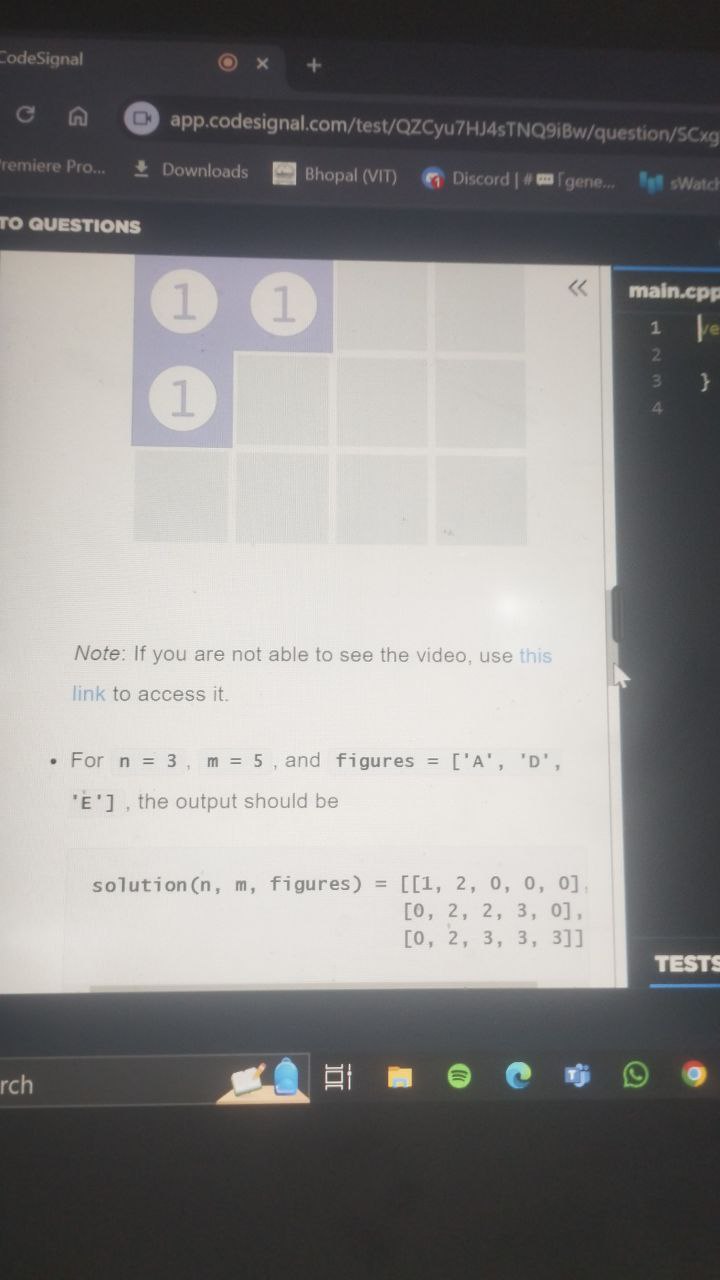 CodeSignal
app.codesignal.com/test/QZCyu7HJ4sTNQ9iBw/question/SCxg
Premiere Pro... Downloads Bhopal (VIT) Discord | # gene... sWatch
TO QUESTIONS
main.cpp
1 1
1
1 ve
2
3 }
4
Note: If you are not able to see the video, use this
link to access it.
• For n = 3 , m = 5 , and figures = ['A', 'D',
'E'] , the output should be
solution(n, m, figures) = [[1, 2, 0, 0, 0],
[0, 2, 2, 3, 0],
[0, 2, 3, 3, 3]]
TESTS
rch